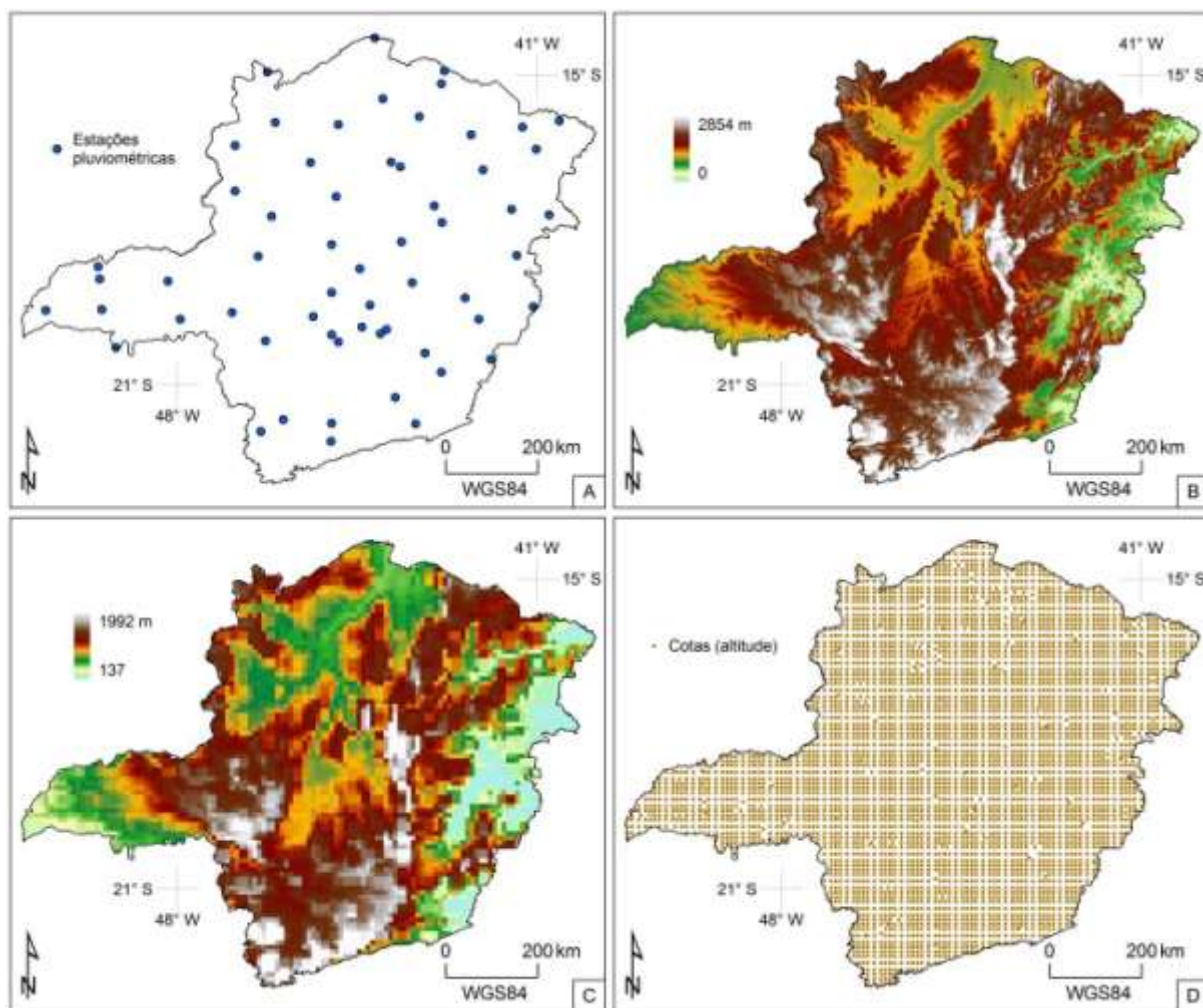 41° W
15° S
Estações
pluviométricas
21° S
48° W
0 200 km
WGS84
N
A
41° W
15° S
2854 m
0
21° S
48° W
0 200 km
WGS84
N
B
41° W
15° S
1992 m
137
21° S
48° W
0 200 km
WGS84
N
C
41° W
15° S
Cotas (altitude)
21° S
48° W
0 200 km
WGS84
N
D